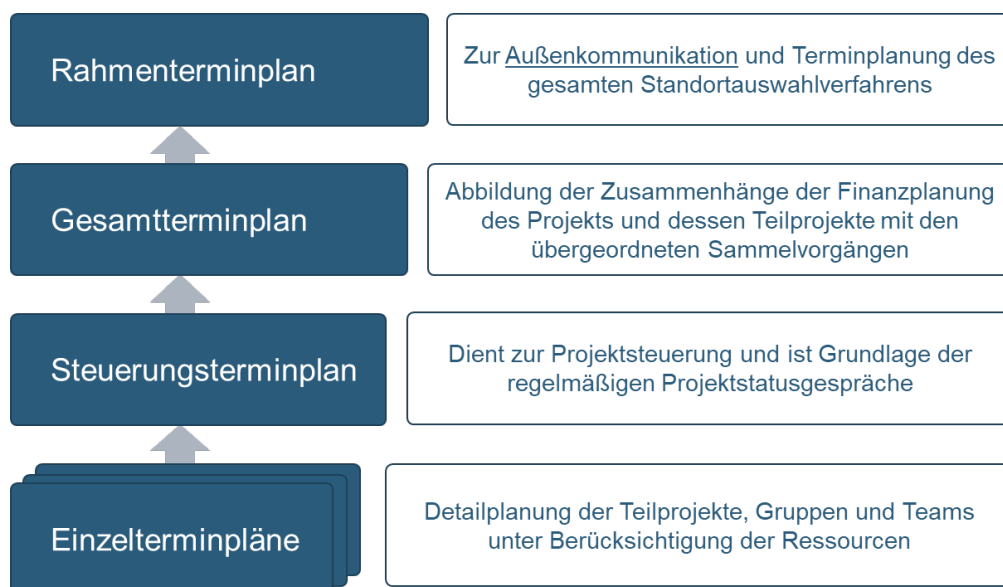 Rahmenterminplan
Zur Außenkommunikation und Terminplanung des
gesamten Standortauswahlverfahrens
Gesamtterminplan
Abbildung der Zusammenhänge der Finanzplanung
des Projekts und dessen Teilprojekte mit den
übergeordneten Sammelvorgängen
Steuerungsterminplan
Dient zur Projektsteuerung und ist Grundlage der
regelmäßigen Projektstatusgespräche
Einzelterminpläne
Detailplanung der Teilprojekte, Gruppen und Teams
unter Berücksichtigung der Ressourcen